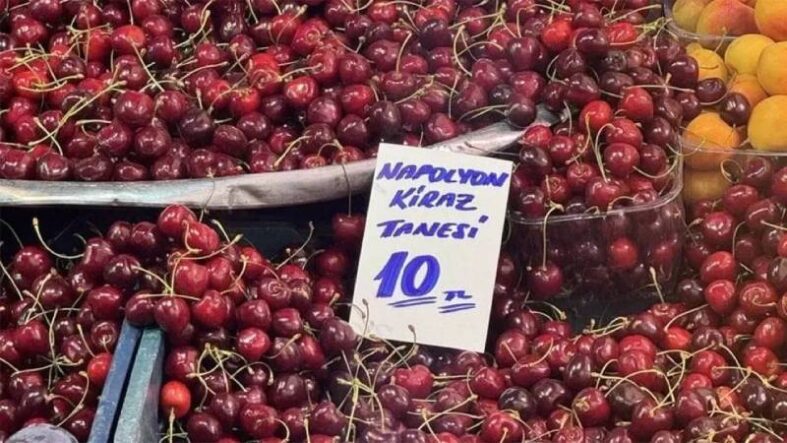 NAPOLYON
KİRAZ
TANESİ
10 TL